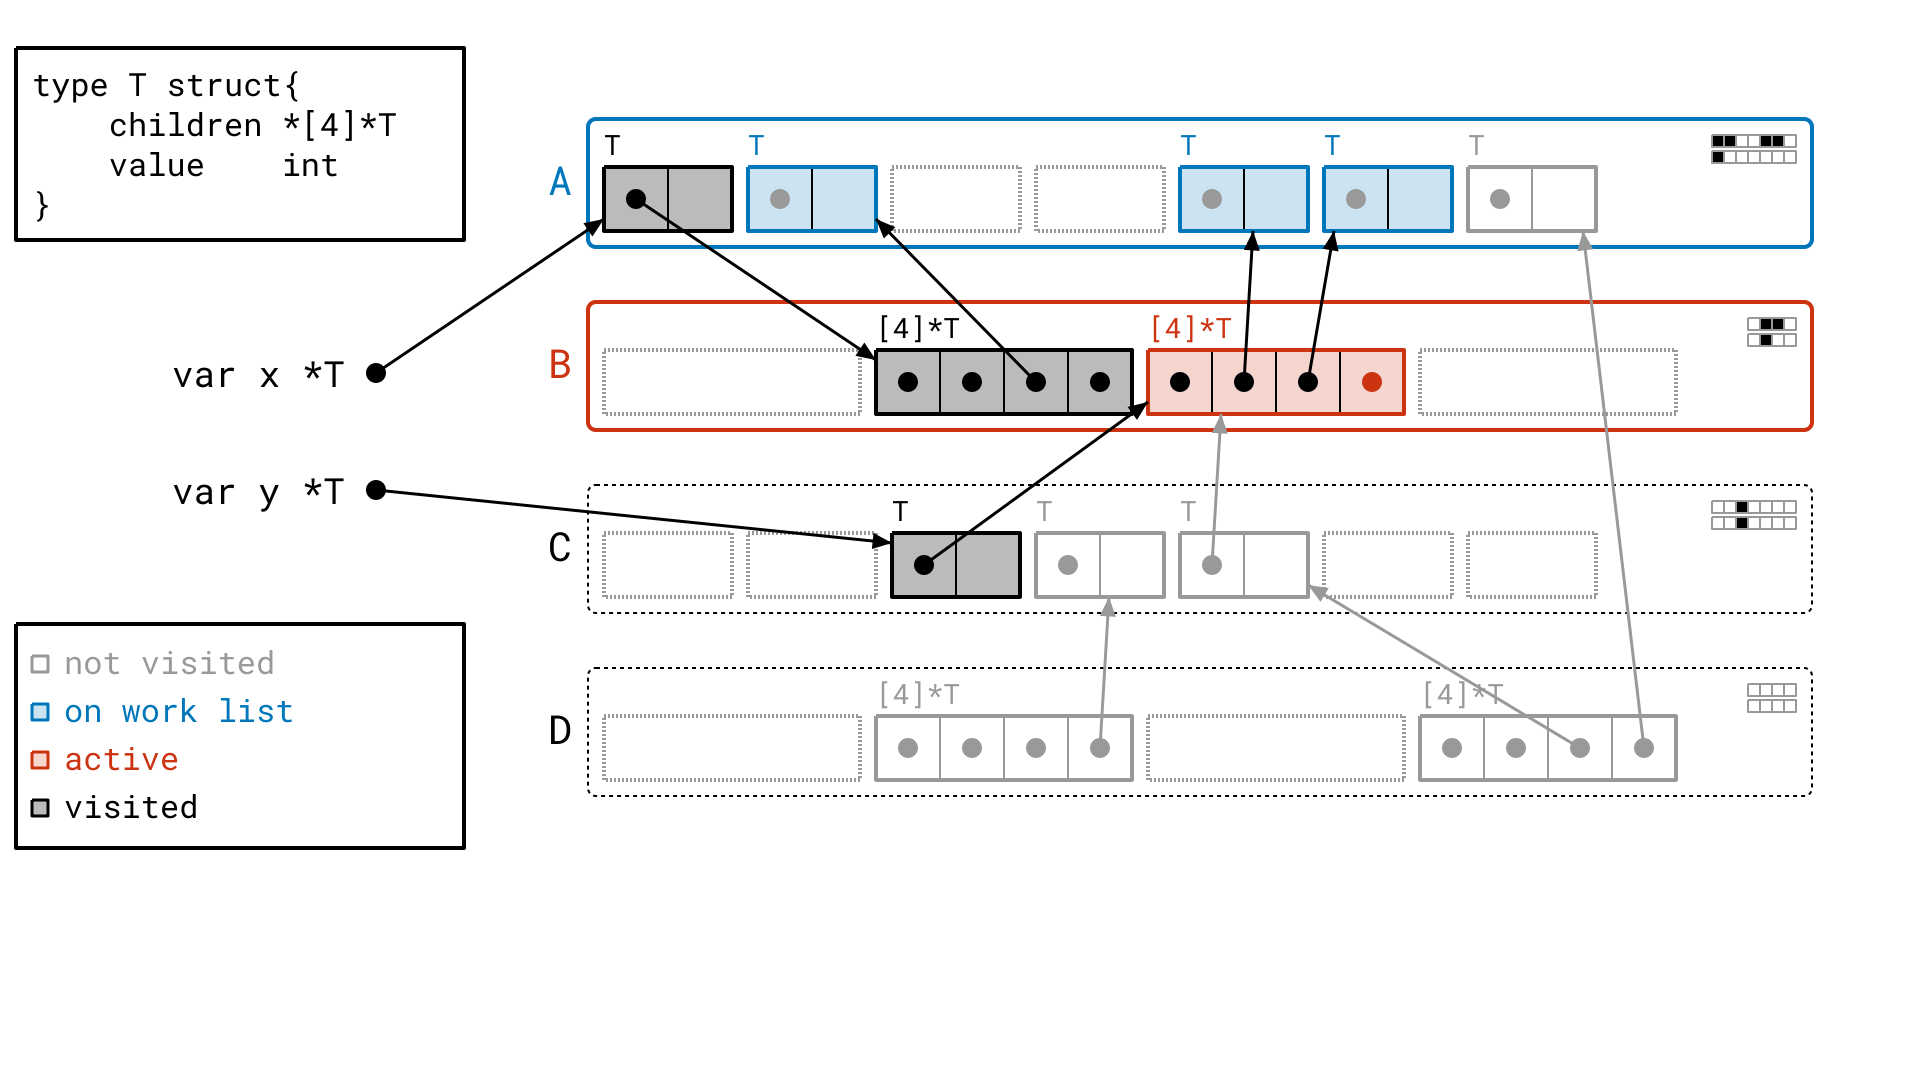 type T struct{
    children *[4]*T
    value    int
}
T T T T T
A
[4]*T [4]*T
B
var x *T
var y *T
T T T
C
[4]*T [4]*T
D
not visited
on work list
active
visited